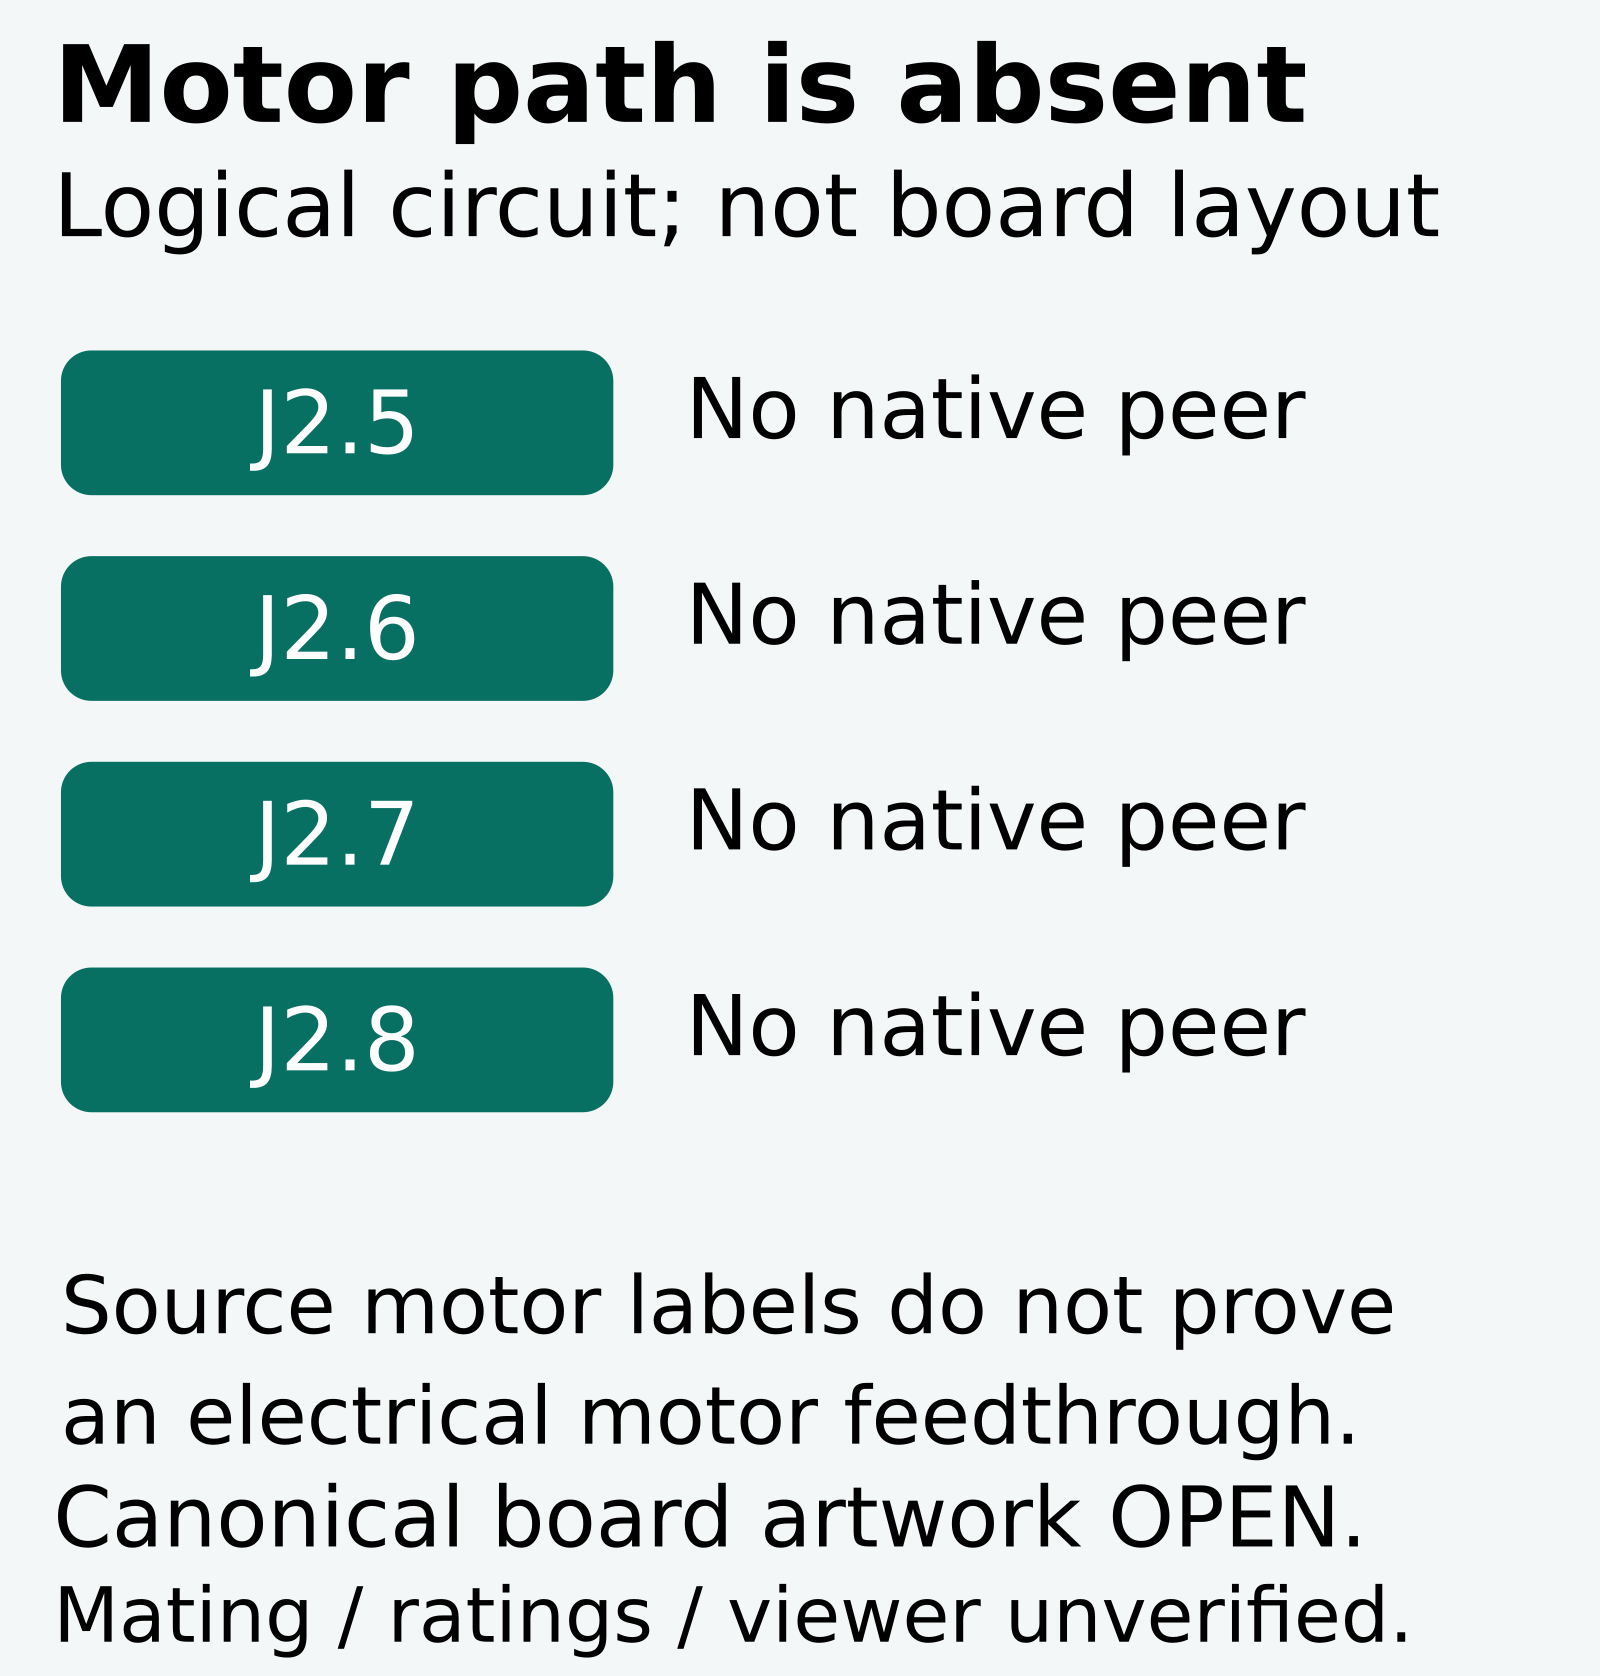 Motor path is absent
Logical circuit; not board layout
J2.5 No native peer
J2.6 No native peer
J2.7 No native peer
J2.8 No native peer
Source motor labels do not prove
an electrical motor feedthrough.
Canonical board artwork OPEN.
Mating / ratings / viewer unverified.